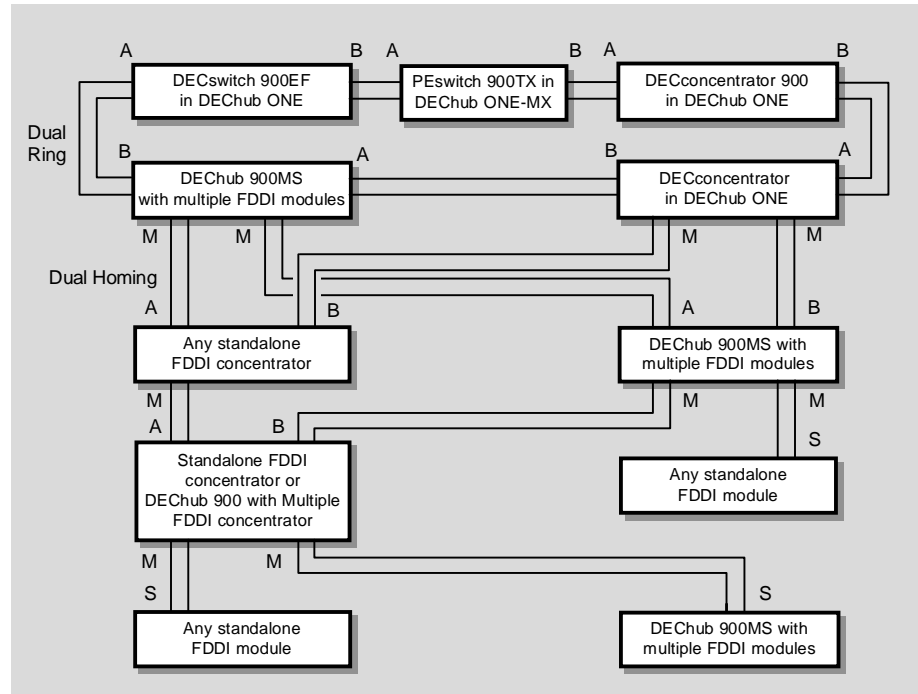 A B A B A B
DECswitch 900EF
in DEChub ONE
PEswitch 900TX in
DEChub ONE-MX
DECconcentrator 900
in DEChub ONE
Dual
Ring
B A B A
DEChub 900MS
with multiple FDDI modules
DECconcentrator
in DEChub ONE
M M M M
Dual Homing
A B A B
Any standalone
FDDI concentrator
DEChub 900MS with
multiple FDDI modules
M M M
A B S
Standalone FDDI
concentrator or
DEChub 900 with Multiple
FDDI concentrator
Any standalone
FDDI module
M M
S S
Any standalone
FDDI module
DEChub 900MS with
multiple FDDI modules